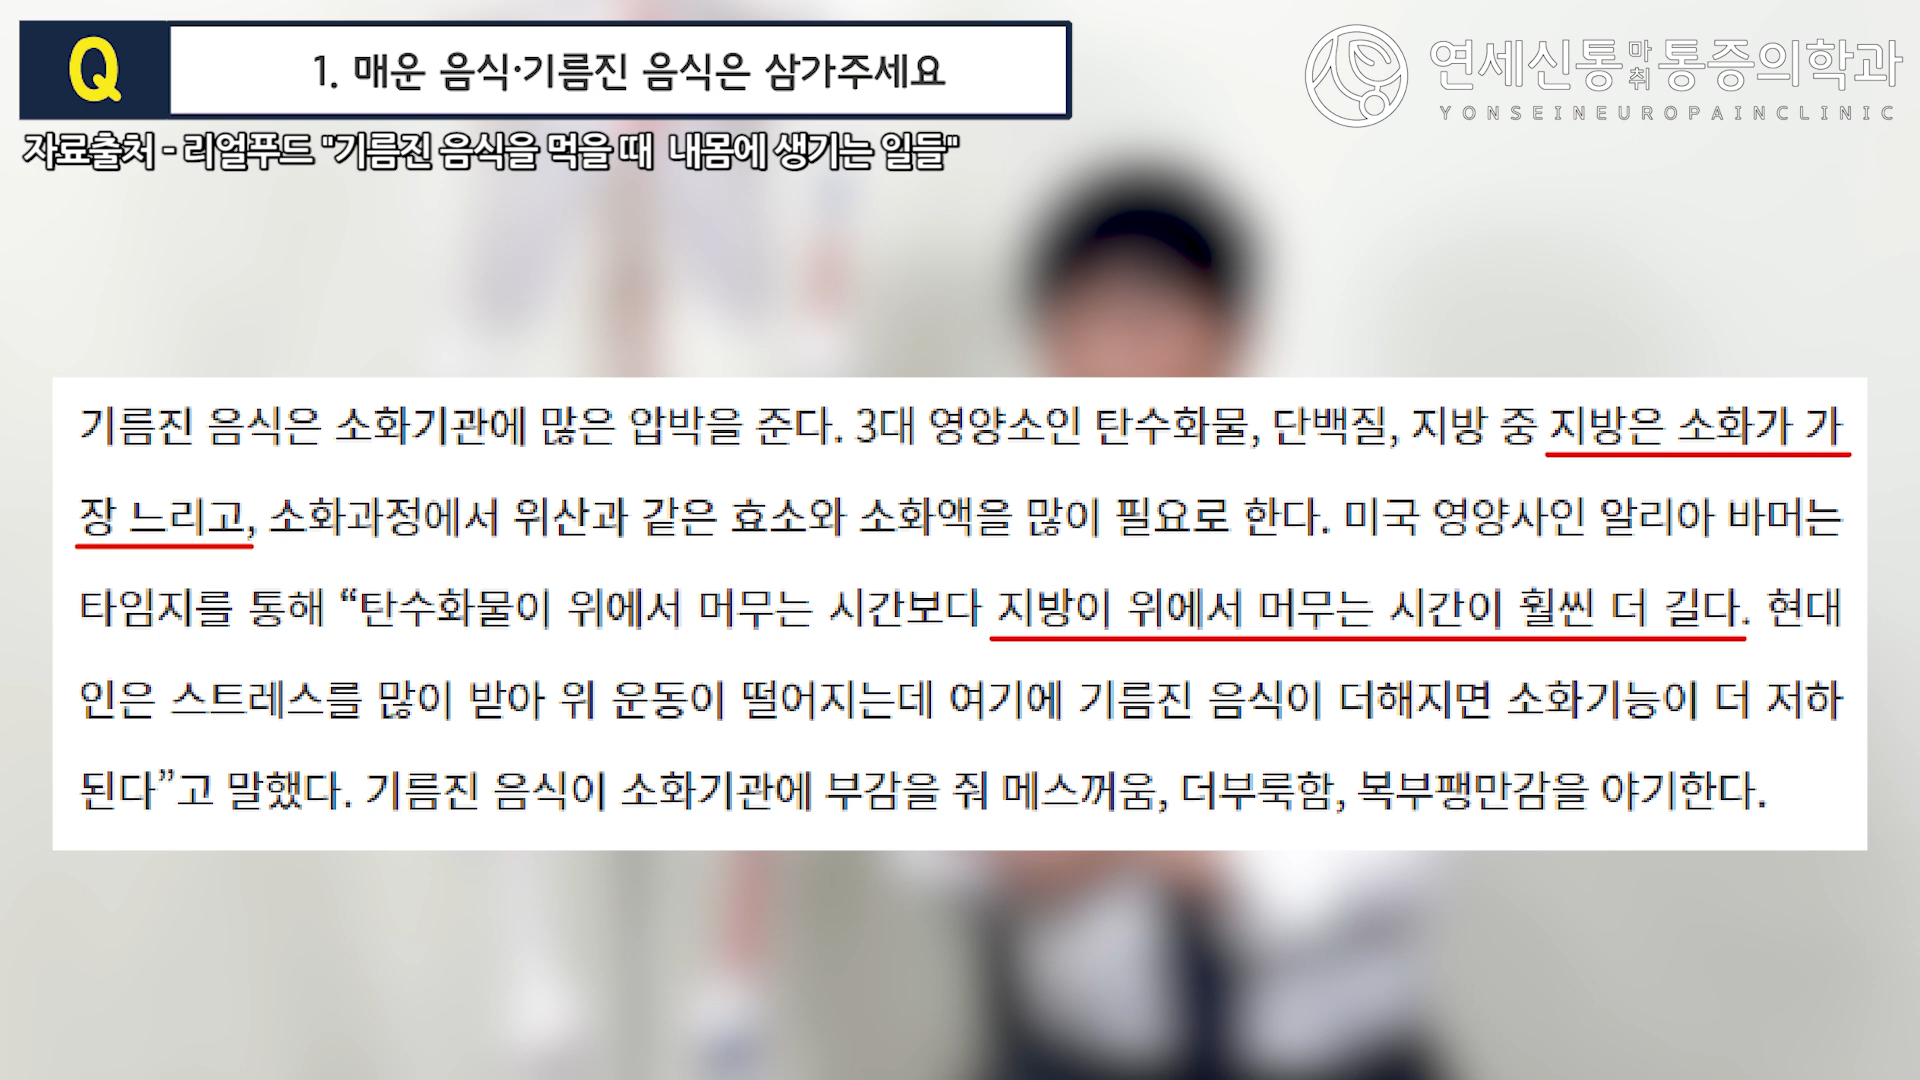 Q
1. 매운 음식·기름진 음식은 삼가주세요
연세신통마취통증의학과
YONSEINEUROPAINCLINIC
자료출처 - 리얼푸드 "기름진 음식을 먹을 때 내몸에 생기는 일들"
기름진 음식은 소화기관에 많은 압박을 준다. 3대 영양소인 탄수화물, 단백질, 지방 중 지방은 소화가 가
장 느리고, 소화과정에서 위산과 같은 효소와 소화액을 많이 필요로 한다. 미국 영양사인 알리아 바머는
타임지를 통해 “탄수화물이 위에서 머무는 시간보다 지방이 위에서 머무는 시간이 훨씬 더 길다. 현대
인은 스트레스를 많이 받아 위 운동이 떨어지는데 여기에 기름진 음식이 더해지면 소화기능이 더 저하
된다”고 말했다. 기름진 음식이 소화기관에 부감을 줘 메스꺼움, 더부룩함, 복부팽만감을 야기한다.